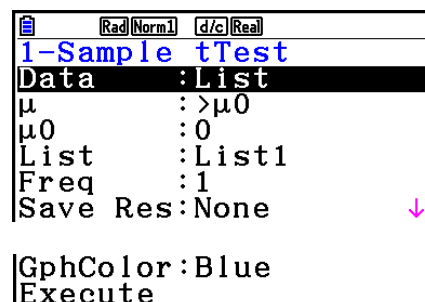 Rad Norm1 d/c Real
1-Sample tTest
Data :List
μ :>μ0
μ0 :0
List :List1
Freq :1
Save Res:None ↓
GphColor:Blue
Execute